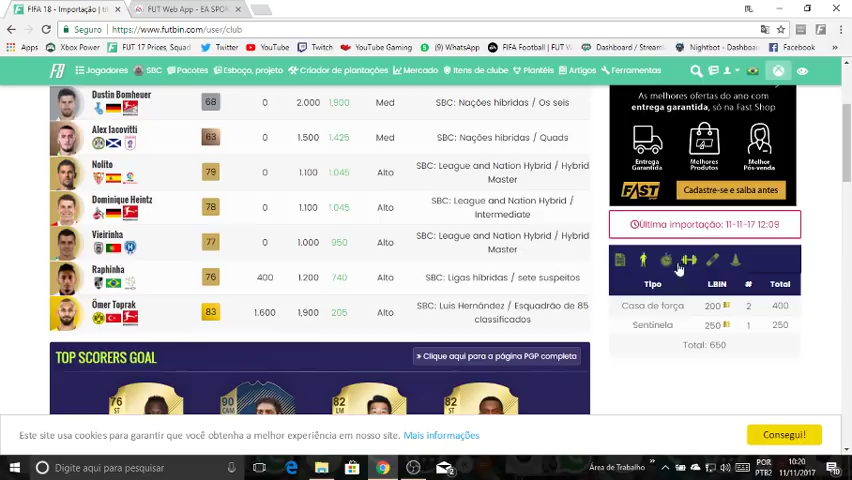 FIFA 18 - Importação | ti
FUT Web App - EA SPOR
Seguro
https://www.futbin.com/user/club
Apps
Xbox Power
FUT 17 Prices, Squad
Twitter
YouTube
Twitch
YouTube Gaming
(9) WhatsApp
EA SPORTS FIFA Football | FUT W
Dashboard / Stream
Nightbot - Dashboar
Facebook
Jogadores
SBC
Pacotes
Esboço, projeto
Criador de plantações
Mercado
Itens de clube
Plantéis
Artigos
Ferramentas
Dustin Bomheuer
68 0 2.000 1,900 Med SBC: Nações híbridas / Os seis
Alex Iacovitti
63 0 1.500 1,425 Med SBC: Nações híbridas / Quads
Nolito
79 0 1.100 1.045 Alto SBC: League and Nation Hybrid / Hybrid
Master
Dominique Heintz
78 0 1.100 1,045 Alto SBC: League and Nation Hybrid /
Intermediate
Vieirinha
77 0 1.000 950 Alto SBC: League and Nation Hybrid / Hybrid
Master
Raphinha
76 400 1.200 740 Alto SBC: Ligas híbridas / sete suspeitos
Ömer Toprak
83 1.600 1,900 205 Alto SBC: Luis Hernández / Esquadrão de 85
classificados
TOP SCORERS GOAL
» Clique aqui para a página PGP completa
76
ST
90
CAM
82
LM
82
ST
As melhores ofertas do ano com
entrega garantida, só na Fast Shop
Entrega
Garantida
Melhores
Produtos
Melhor
Pós-venda
FAST
Cadastre-se e saiba antes
Última importação: 11-11-17 12:09
Tipo LBIN # Total
Casa de força 200 2 400
Sentinela 250 1 250
Total: 650
Este site usa cookies para garantir que você obtenha a melhor experiência em nosso site. Mais informações
Consegui!
Digite aqui para pesquisar
Área de Trabalho
POR
PTB2
10:20
11/11/2017